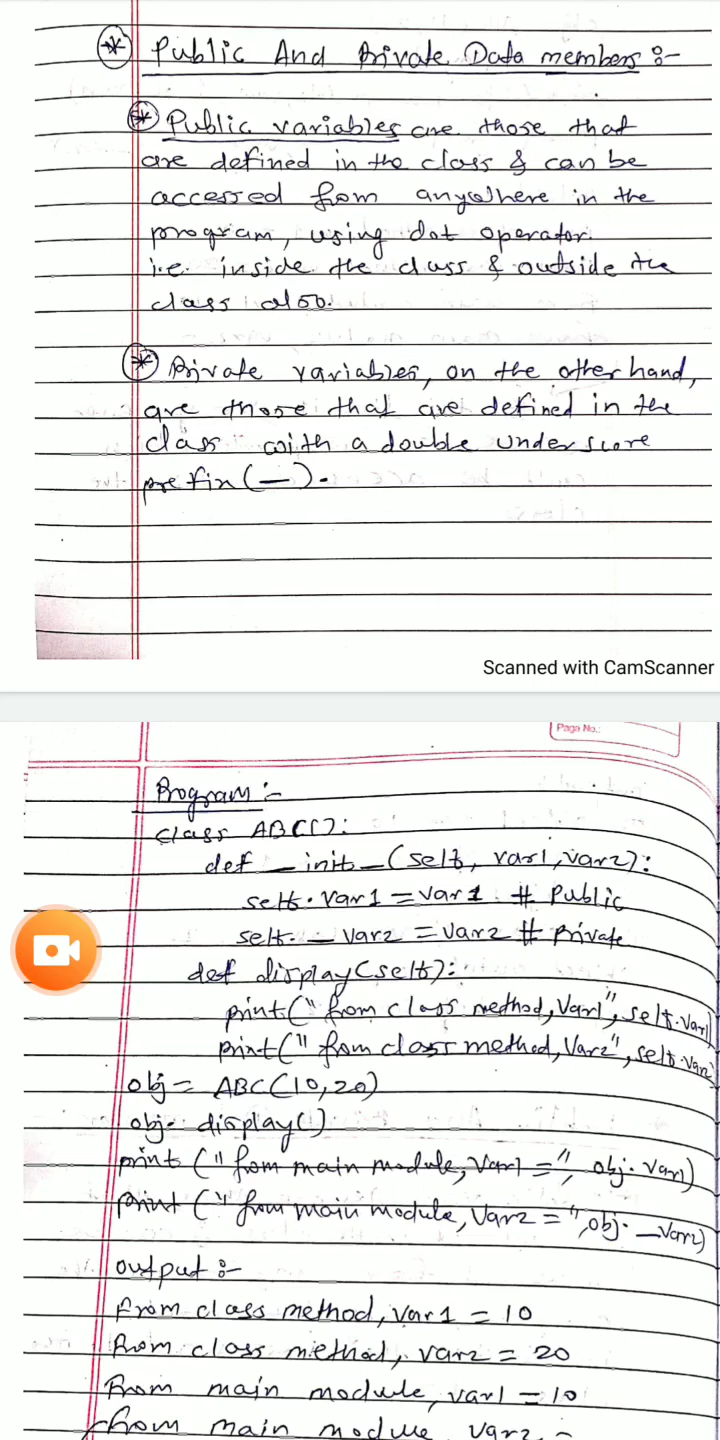 * Public And Private Data members :-
* Public variables are those that
are defined in the class & can be
accessed from anywhere in the
program, using dot operator.
i.e. inside the class & outside the
class also.
* Private variables, on the other hand,
are those that are defined in the
class with a double underscore
prefix (__).
Scanned with CamScanner
Page No.:
Program :-
class ABC():
def __init__(self, var1, var2):
self.var1 = var1 # Public
self.__var2 = var2 # Private
def display(self):
print("from class method, Var1", self.var1)
print("from class method, Var2", self.var2
obj = ABC(10,20)
obj. display()
print ("from main module, Var1 =", obj.var1)
print ("from main module, Var2 =", obj.__Var2)
output :-
From class method, var1 = 10
From class method, var2 = 20
From main module, var1 = 10
From main module, var2 =